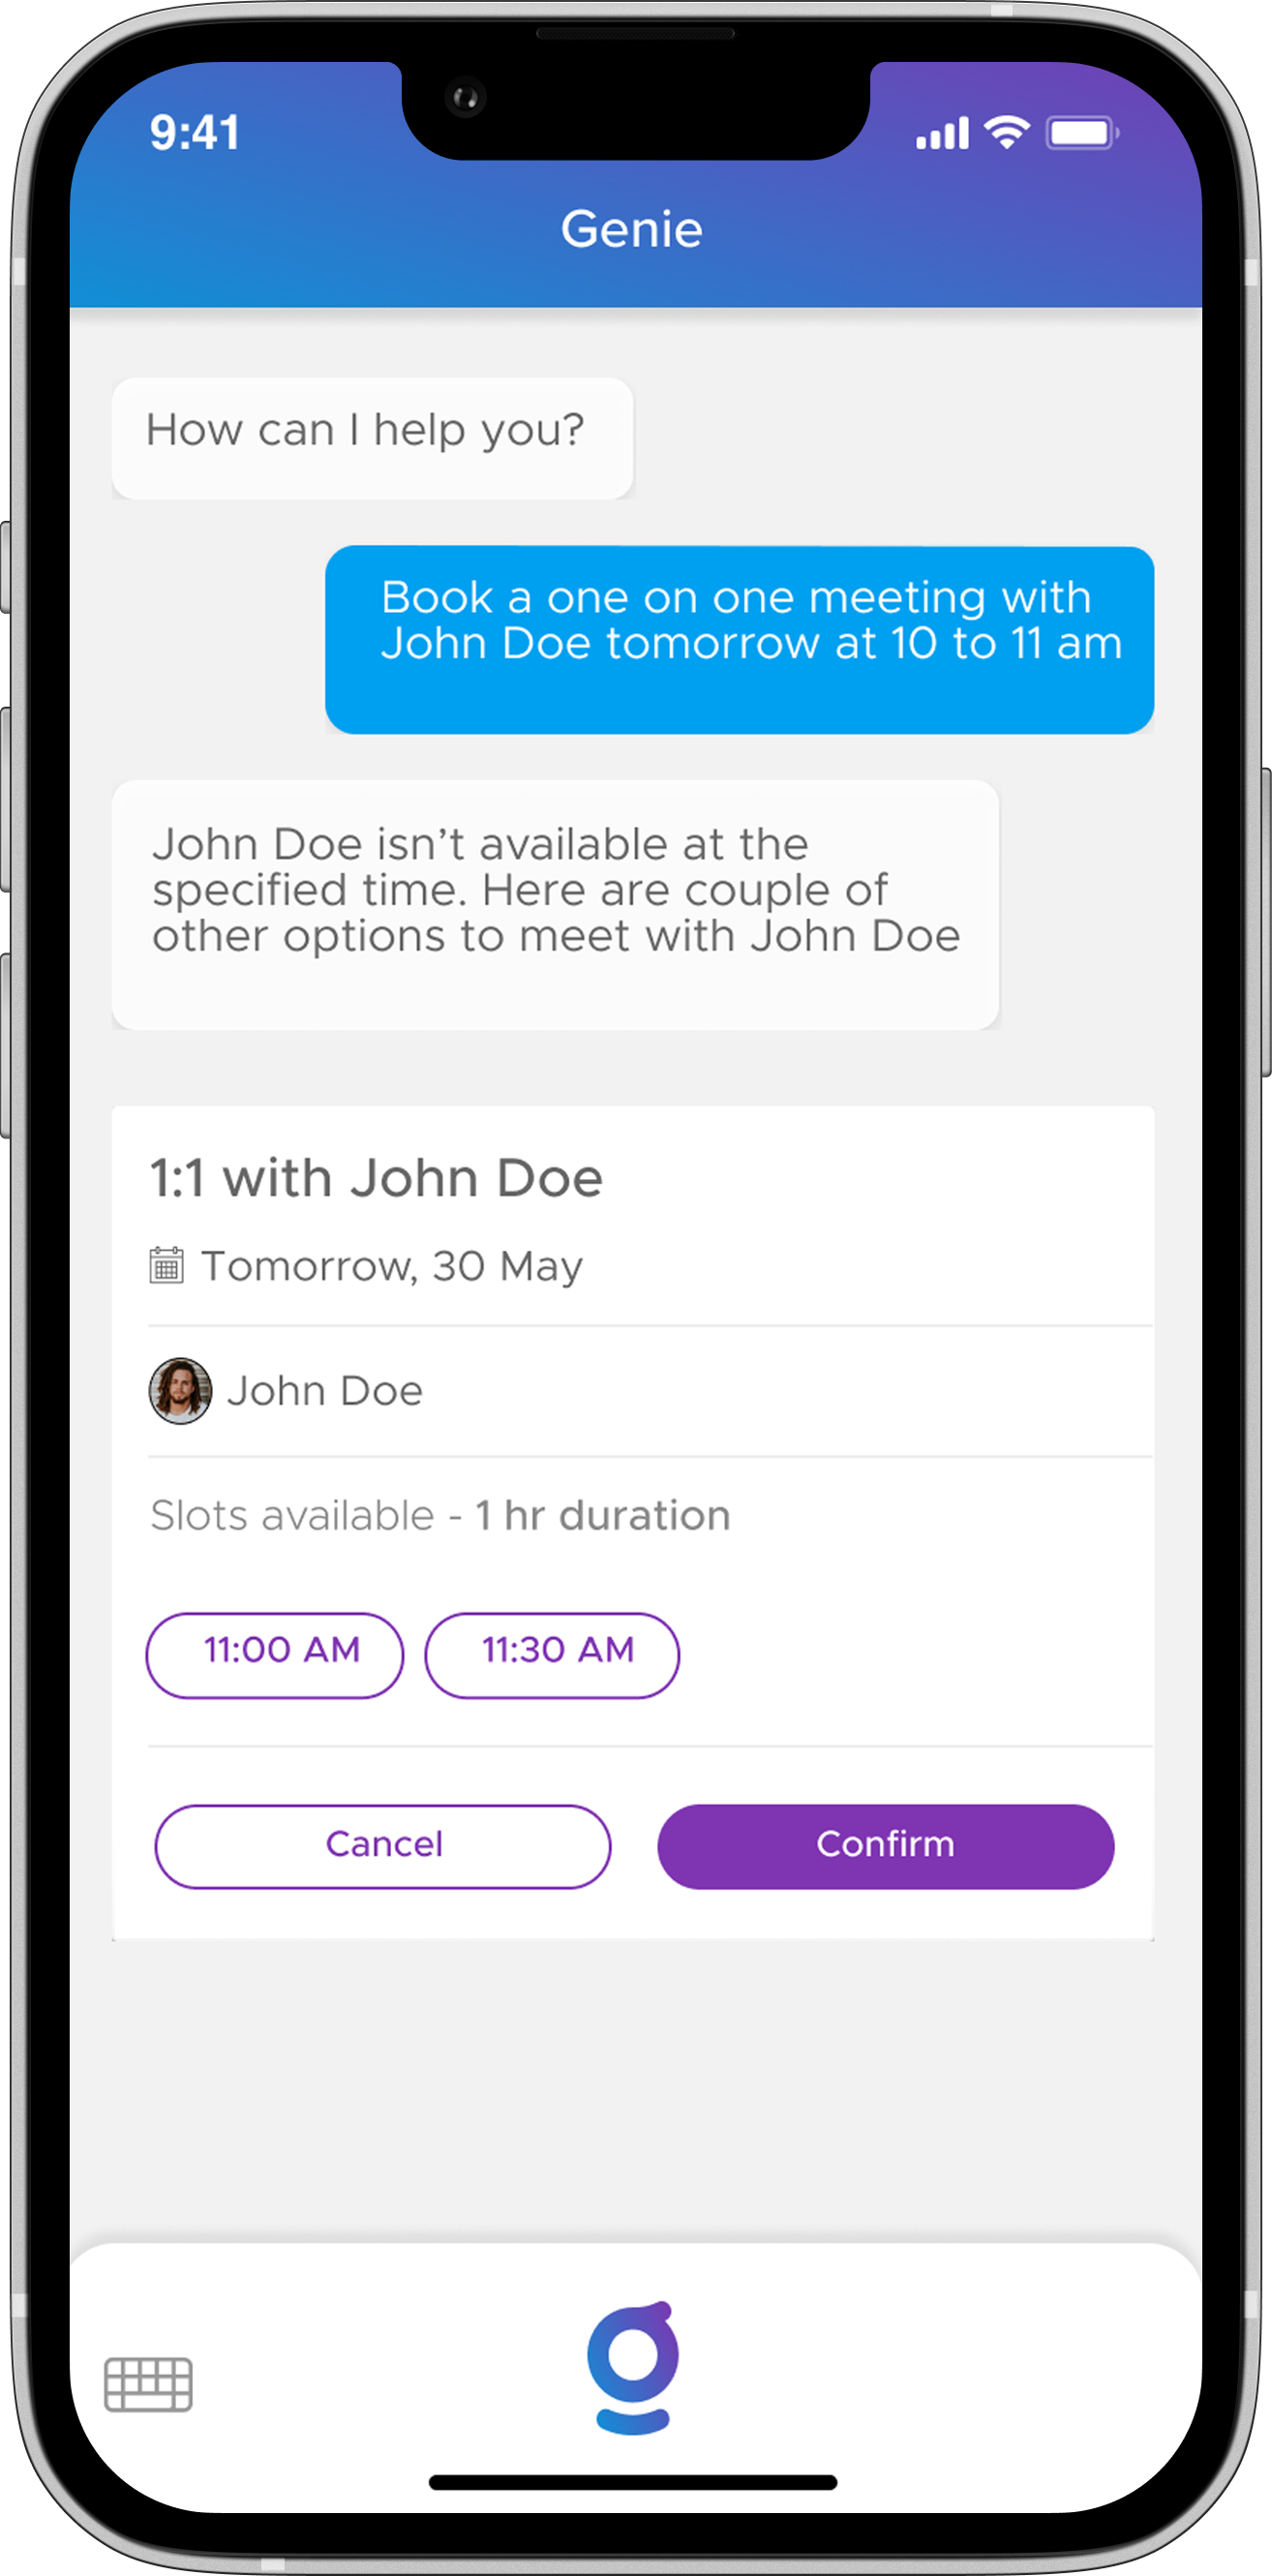 9:41
Genie
How can I help you?
Book a one on one meeting with
John Doe tomorrow at 10 to 11 am
John Doe isn’t available at the
specified time. Here are couple of
other options to meet with John Doe
1:1 with John Doe
Tomorrow, 30 May
John Doe
Slots available - 1 hr duration
11:00 AM 11:30 AM
Cancel Confirm